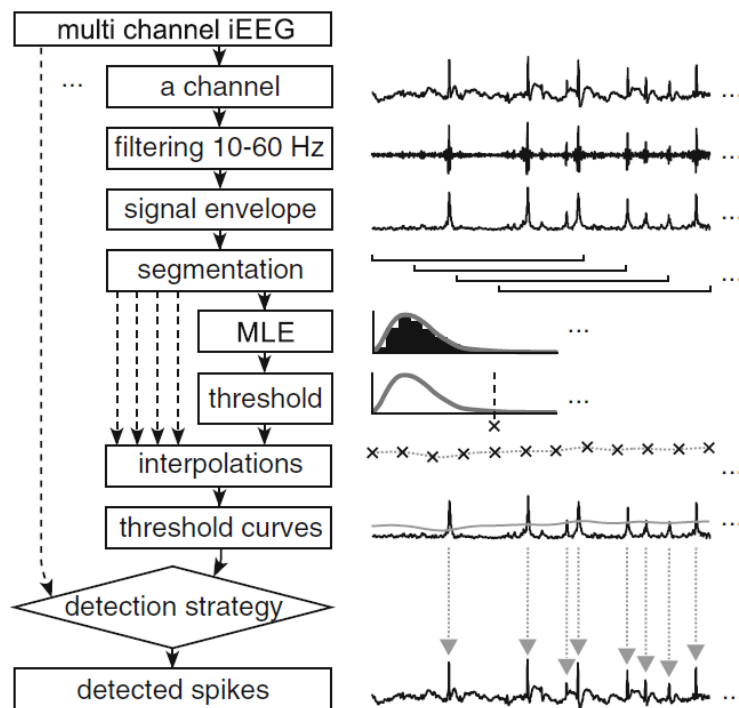 multi channel iEEG
...
a channel
...
filtering 10-60 Hz
...
signal envelope
...
segmentation
...
MLE
...
threshold
...
interpolations
...
threshold curves
...
detection strategy
detected spikes
...